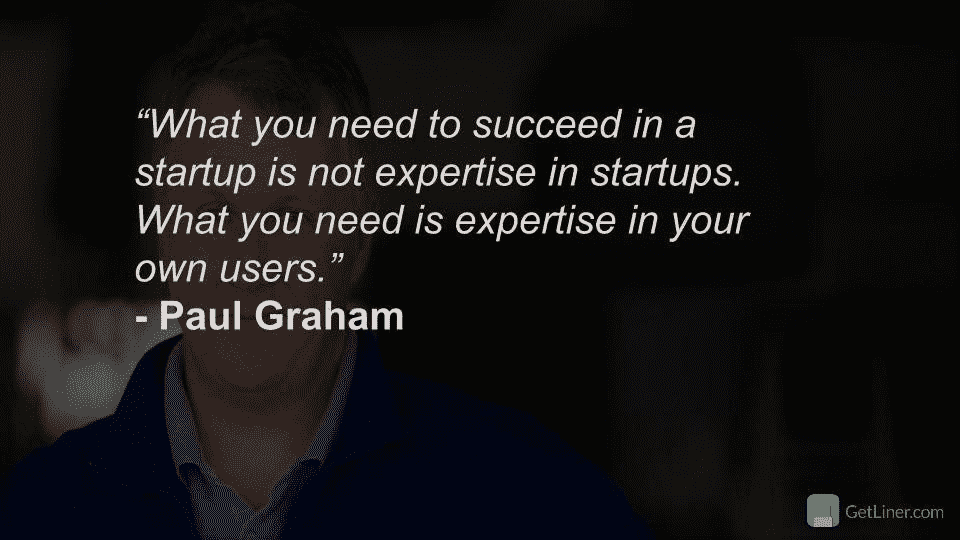 “What you need to succeed in a
startup is not expertise in startups.
What you need is expertise in your
own users.”
- Paul Graham
GetLiner.com